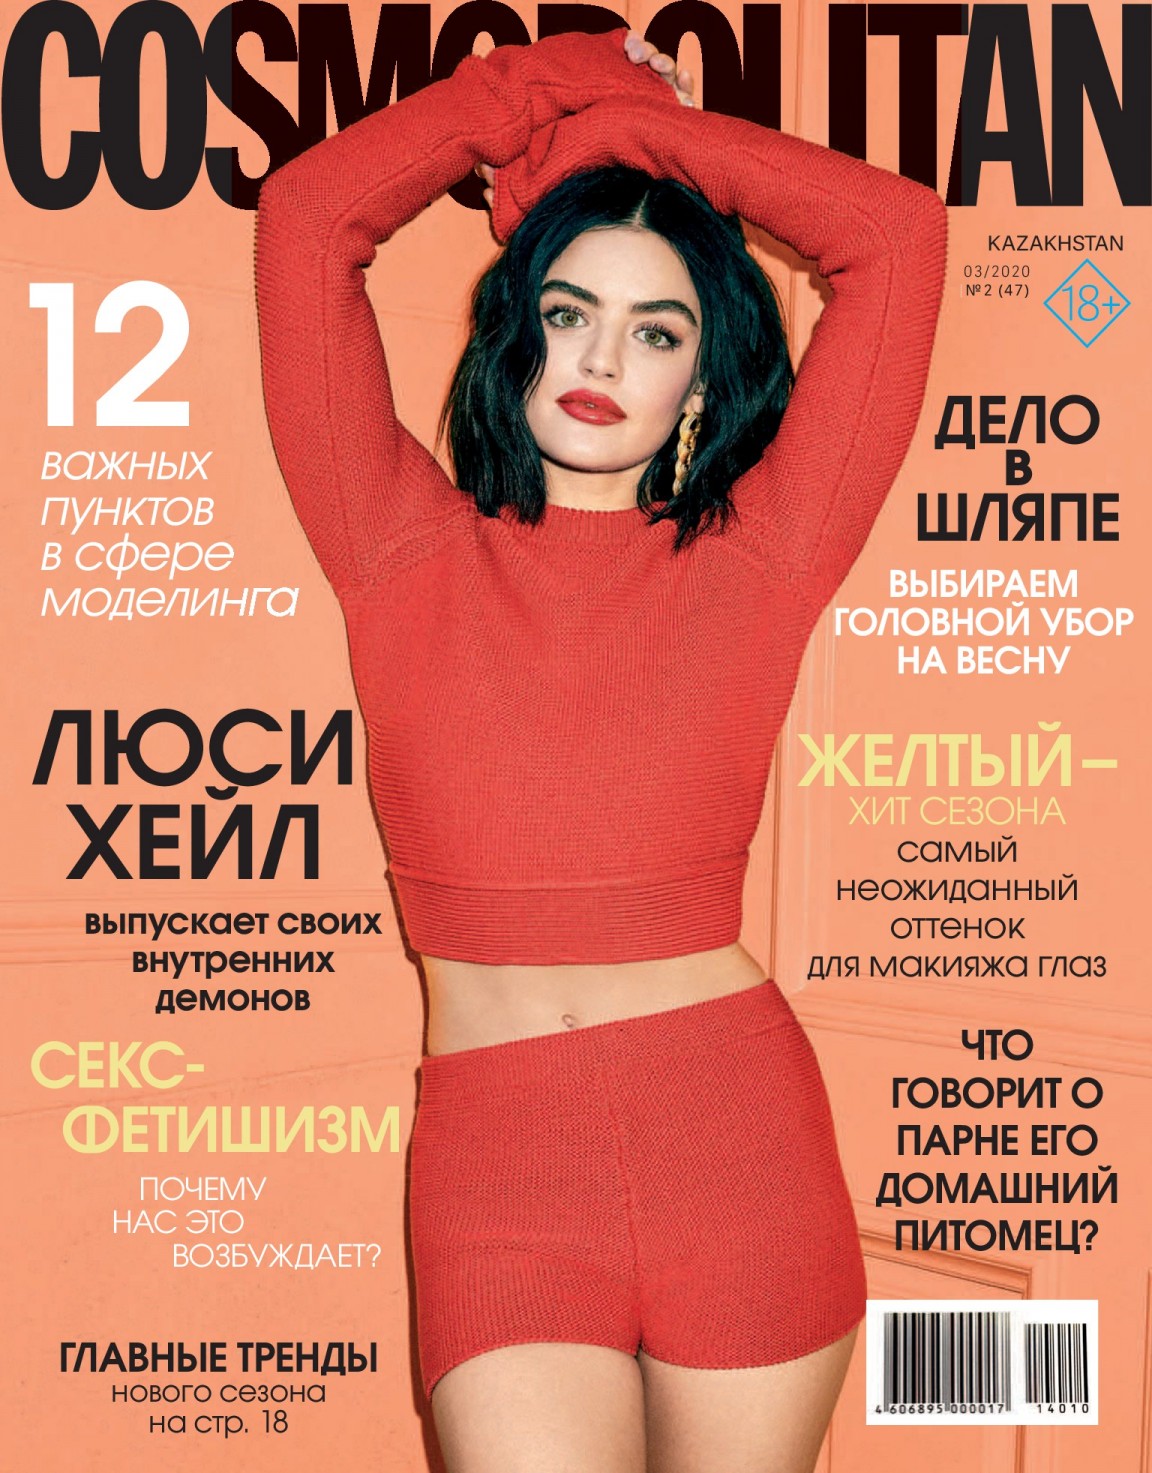 COSMOPOLITAN
KAZAKHSTAN
03/2020
№2 (47)
18+
12
важных
пунктов
в сфере
моделинга
ЛЮСИ
ХЕЙЛ
выпускает своих
внутренних
демонов
СЕКС-
ФЕТИШИЗМ
ПОЧЕМУ
НАС ЭТО
ВОЗБУЖДАЕТ?
ГЛАВНЫЕ ТРЕНДЫ
нового сезона
на стр. 18
ДЕЛО
В
ШЛЯПЕ
ВЫБИРАЕМ
ГОЛОВНОЙ УБОР
НА ВЕСНУ
ЖЕЛТЫЙ–
ХИТ СЕЗОНА
самый
неожиданный
оттенок
для макияжа глаз
ЧТО
ГОВОРИТ О
ПАРНЕ ЕГО
ДОМАШНИЙ
ПИТОМЕЦ?
4 606895 000017
14010